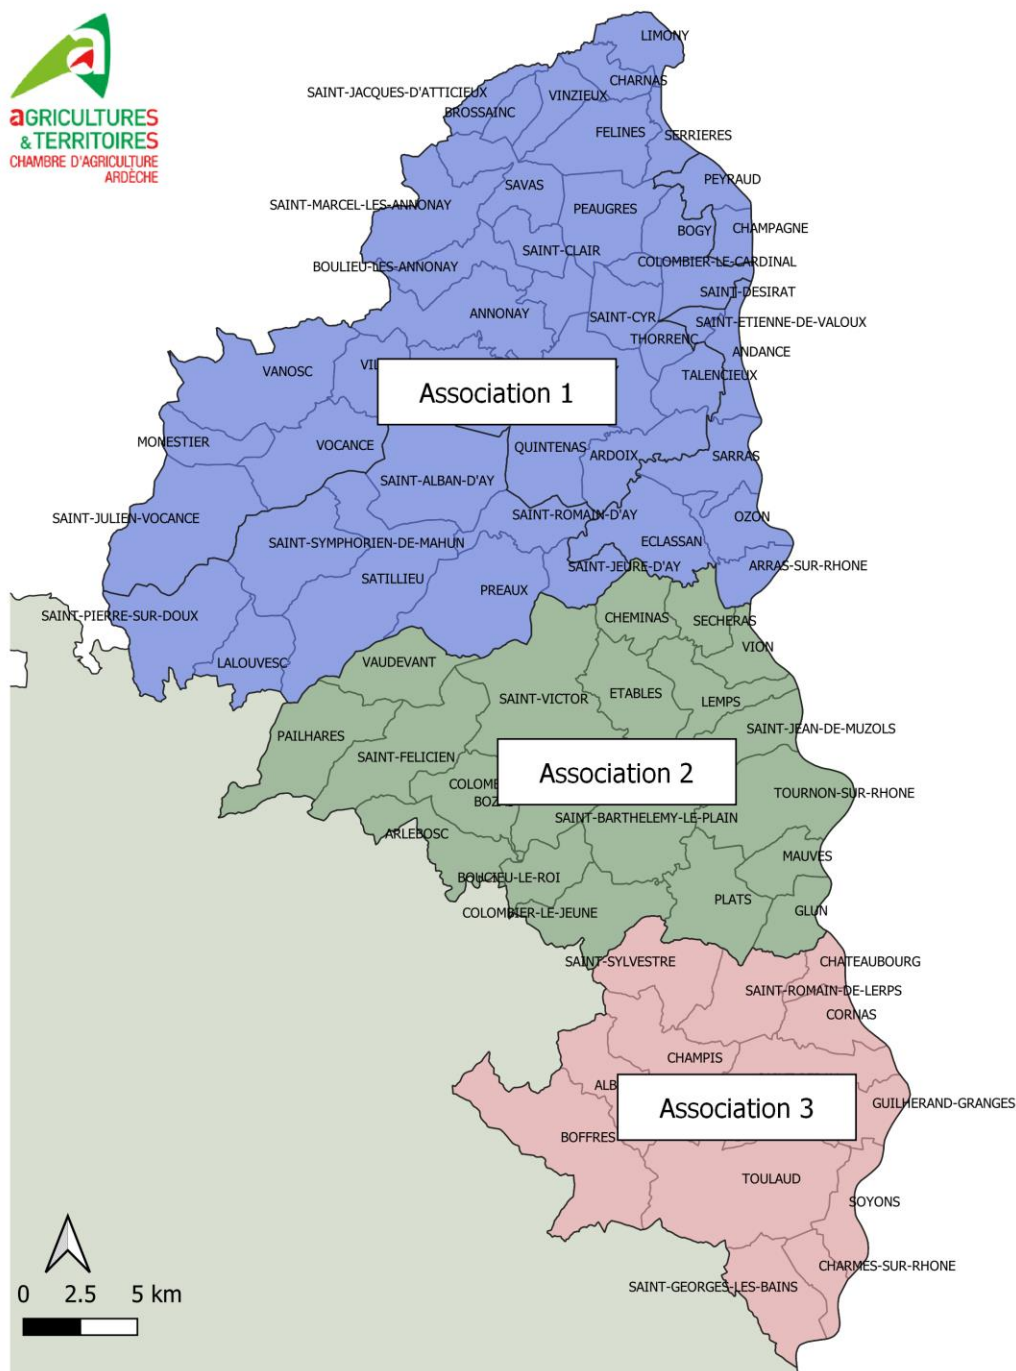 aGRICULTURES
& TERRITOIRES
CHAMBRE D'AGRICULTURE
ARDÈCHE
LIMONY
CHARNAS
SAINT-JACQUES-D'ATTICIEUX
VINZIEUX
BROSSAINC
FELINES
SERRIERES
PEYRAUD
SAVAS
SAINT-MARCEL-LES-ANNONAY
PEAUGRES
BOGY
CHAMPAGNE
SAINT-CLAIR
COLOMBIER-LE-CARDINAL
BOULIEU-LES-ANNONAY
SAINT-DESIRAT
ANNONAY
SAINT-CYR
SAINT-ETIENNE-DE-VALOUX
THORRENC
ANDANCE
VANOSC
VIL
TALENCIEUX
Association 1
MONESTIER
VOCANCE
QUINTENAS
ARDOIX
SARRAS
SAINT-ALBAN-D'AY
SAINT-JULIEN-VOCANCE
SAINT-ROMAIN-D'AY
OZON
SAINT-SYMPHORIEN-DE-MAHUN
ECLASSAN
SAINT-JEURE-D'AY
ARRAS-SUR-RHONE
SATILLIEU
PREAUX
SAINT-PIERRE-SUR-DOUX
CHEMINAS
SECHERAS
VION
LALOUVESC
VAUDEVANT
SAINT-VICTOR
ETABLES
LEMPS
SAINT-JEAN-DE-MUZOLS
PAILHARES
SAINT-FELICIEN
Association 2
COLOMB
TOURNON-SUR-RHONE
BOZ
SAINT-BARTHELEMY-LE-PLAIN
ARLEBOSC
MAUVES
BOUCIEU-LE-ROI
PLATS
COLOMBIER-LE-JEUNE
GLUN
SAINT-SYLVESTRE
CHATEAUBOURG
SAINT-ROMAIN-DE-LERPS
CORNAS
CHAMPIS
ALB
GUILHERAND-GRANGES
Association 3
BOFFRES
TOULAUD
SOYONS
CHARMES-SUR-RHONE
SAINT-GEORGES-LES-BAINS
0 2.5 5 km